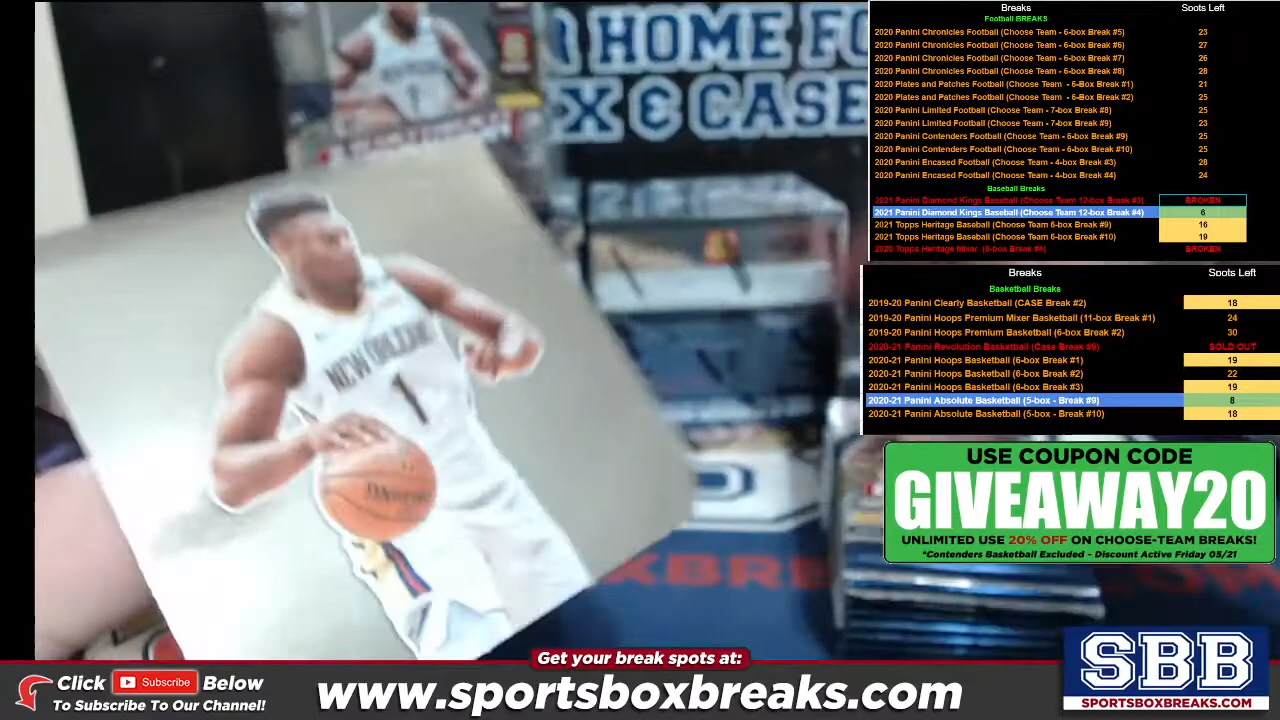 R HOME FO
X & CASE
NEW
1
Breaks Spots Left
Football BREAKS
2020 Panini Chronicles Football (Choose Team - 6-box Break #5) 23
2020 Panini Chronicles Football (Choose Team - 6-box Break #6) 27
2020 Panini Chronicles Football (Choose Team - 6-box Break #7) 26
2020 Panini Chronicles Football (Choose Team - 6-box Break #8) 28
2020 Plates and Patches Football (Choose Team - 6-Box Break #1) 21
2020 Plates and Patches Football (Choose Team - 6-Box Break #2) 25
2020 Panini Limited Football (Choose Team - 7-box Break #8) 25
2020 Panini Limited Football (Choose Team - 7-box Break #9) 23
2020 Panini Contenders Football (Choose Team - 6-box Break #9) 25
2020 Panini Contenders Football (Choose Team - 6-box Break #10) 25
2020 Panini Encased Football (Choose Team - 4-box Break #3) 28
2020 Panini Encased Football (Choose Team - 4-box Break #4) 24
Baseball Breaks
2021 Panini Diamond Kings Baseball (Choose Team 12-box Break #3) BROKEN
2021 Panini Diamond Kings Baseball (Choose Team 12-box Break #4) 6
2021 Topps Heritage Baseball (Choose Team 6-box Break #9) 16
2021 Topps Heritage Baseball (Choose Team 6-box Break #10) 19
2020 Topps Heritage Mixer (6-box Break #4) BROKEN
Breaks Spots Left
Basketball Breaks
2019-20 Panini Clearly Basketball (CASE Break #2) 18
2019-20 Panini Hoops Premium Mixer Basketball (11-box Break #1) 24
2019-20 Panini Hoops Premium Basketball (6-box Break #2) 30
2020-21 Panini Revolution Basketball (Case Break #9) SOLD OUT
2020-21 Panini Hoops Basketball (6-box Break #1) 19
2020-21 Panini Hoops Basketball (6-box Break #2) 22
2020-21 Panini Hoops Basketball (6-box Break #3) 19
2020-21 Panini Absolute Basketball (5-box - Break #9) 8
2020-21 Panini Absolute Basketball (5-box - Break #10) 18
USE COUPON CODE
GIVEAWAY20
UNLIMITED USE 20% OFF ON CHOOSE-TEAM BREAKS!
*Contenders Basketball Excluded - Discount Active Friday 05/21
Get your break spots at:
Click Subscribe Below
To Subscribe To Our Channel!
www.sportsboxbreaks.com
SBB
SPORTSBOXBREAKS.COM